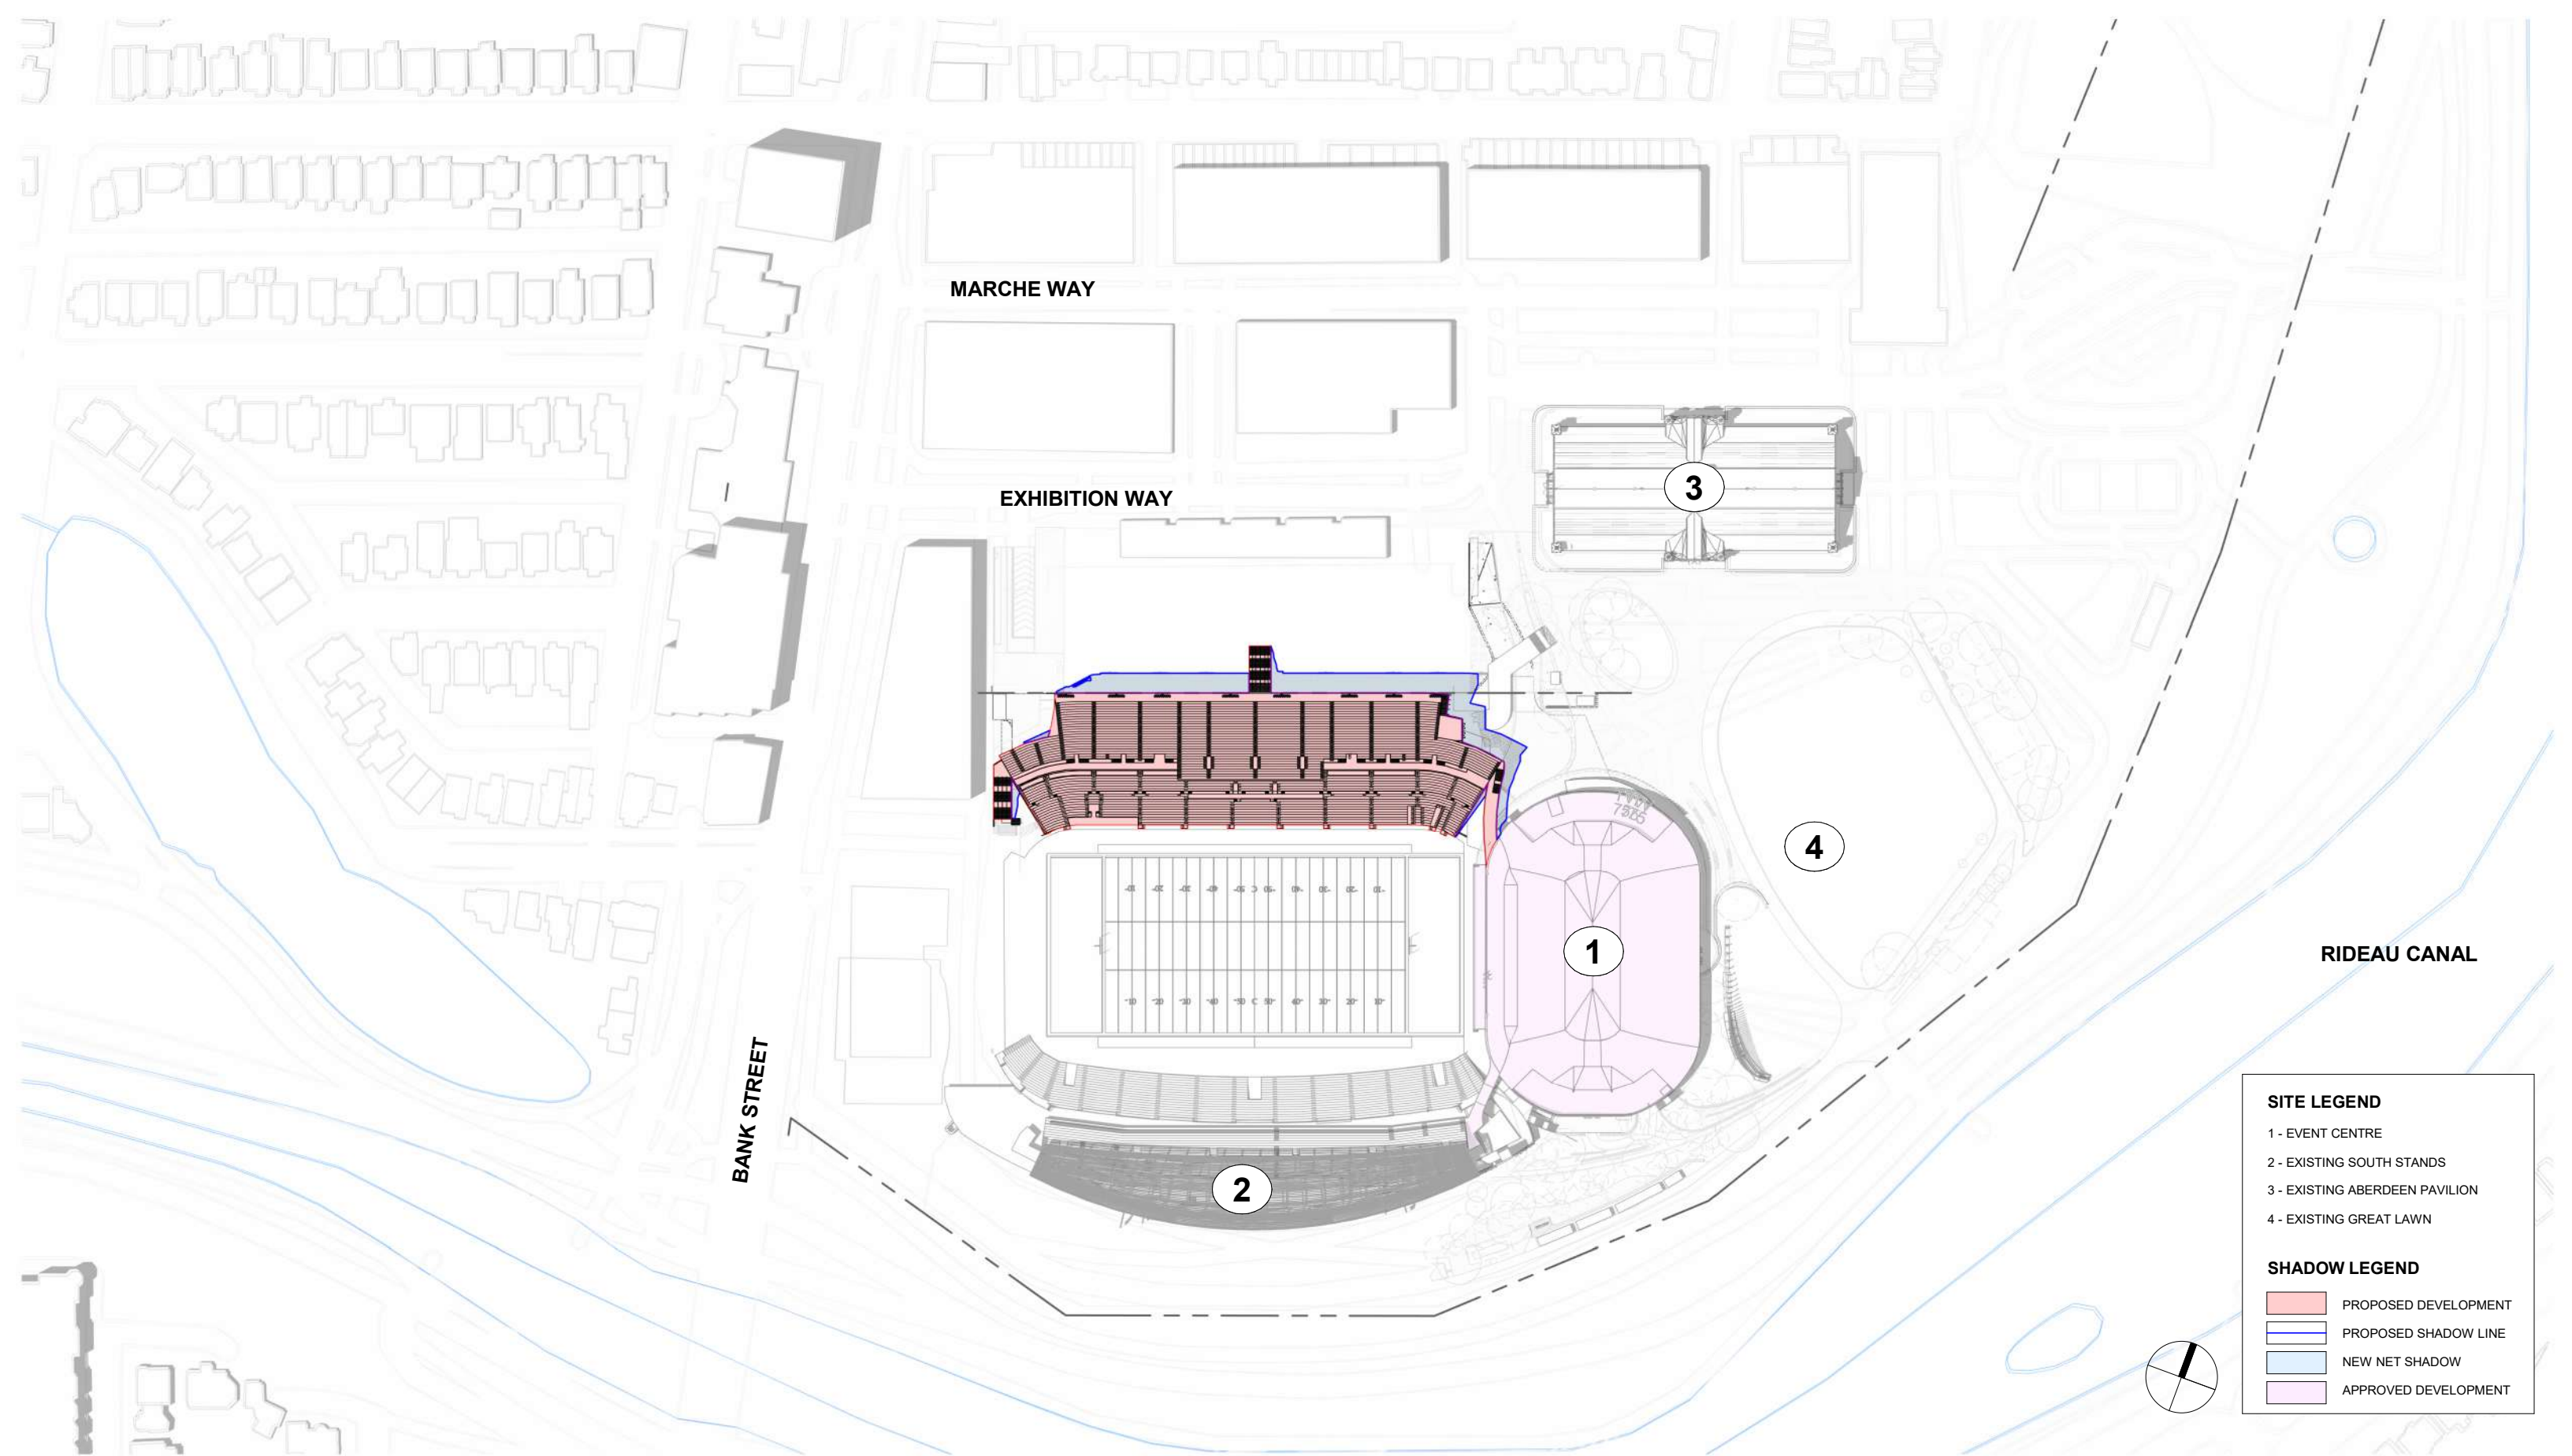 MARCHE WAY
EXHIBITION WAY
3
4
1
RIDEAU CANAL
BANK STREET
2
SITE LEGEND
1 - EVENT CENTRE
2 - EXISTING SOUTH STANDS
3 - EXISTING ABERDEEN PAVILION
4 - EXISTING GREAT LAWN
SHADOW LEGEND
PROPOSED DEVELOPMENT
PROPOSED SHADOW LINE
NEW NET SHADOW
APPROVED DEVELOPMENT